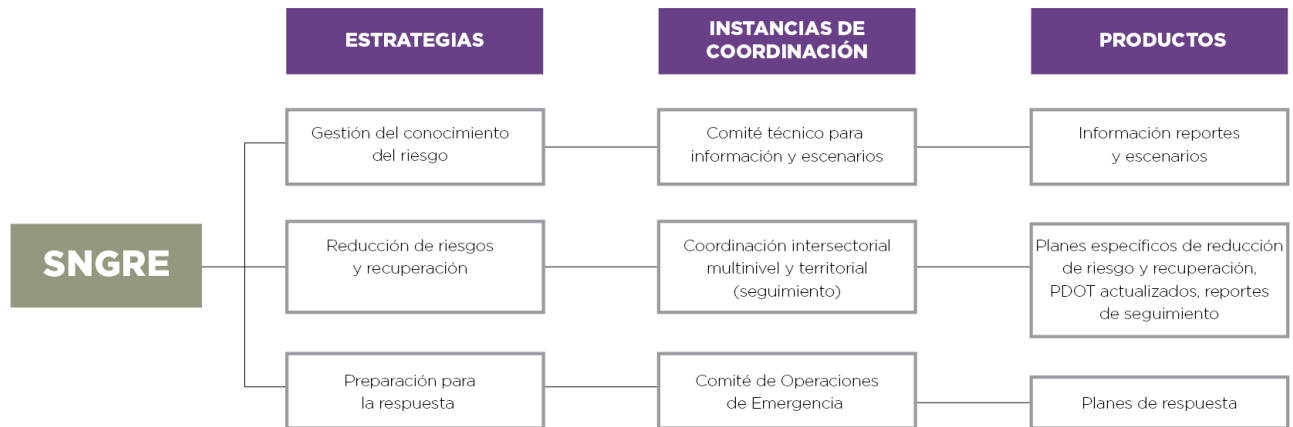 ESTRATEGIAS
INSTANCIAS DE
COORDINACIÓN
PRODUCTOS
Gestión del conocimiento
del riesgo
Comité técnico para
información y escenarios
Información reportes
y escenarios
SNGRE
Reducción de riesgos
y recuperación
Coordinación intersectorial
multinivel y territorial
(seguimiento)
Planes específicos de reducción
de riesgo y recuperación,
PDOT actualizados, reportes
de seguimiento
Preparación para
la respuesta
Comité de Operaciones
de Emergencia
Planes de respuesta